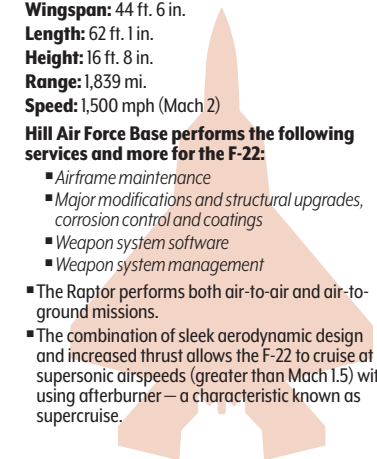 Wingspan: 44 ft. 6 in.
Length: 62 ft. 1 in.
Height: 16 ft. 8 in.
Range: 1,839 mi.
Speed: 1,500 mph (Mach 2)
Hill Air Force Base performs the following
services and more for the F-22:
▪ Airframe maintenance
▪ Major modifications and structural upgrades,
corrosion control and coatings
▪ Weapon system software
▪ Weapon system management
▪ The Raptor performs both air-to-air and air-to-
ground missions.
▪ The combination of sleek aerodynamic design
and increased thrust allows the F-22 to cruise at
supersonic airspeeds (greater than Mach 1.5)
using afterburner — a characteristic known as
supercruise.